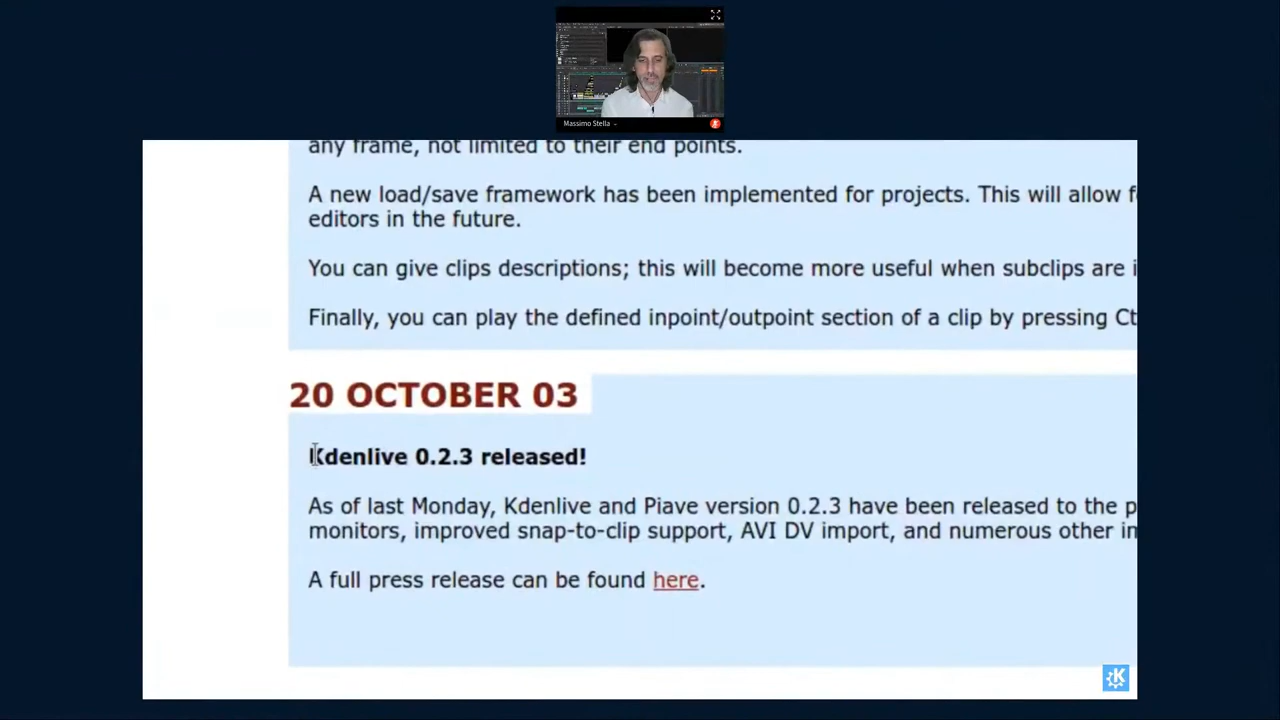 Massimo Stella
any frame, not limited to their end points.
A new load/save framework has been implemented for projects. This will allow f
editors in the future.
You can give clips descriptions; this will become more useful when subclips are i
Finally, you can play the defined inpoint/outpoint section of a clip by pressing Ct
20 OCTOBER 03
Kdenlive 0.2.3 released!
As of last Monday, Kdenlive and Piave version 0.2.3 have been released to the p
monitors, improved snap-to-clip support, AVI DV import, and numerous other in
A full press release can be found here.